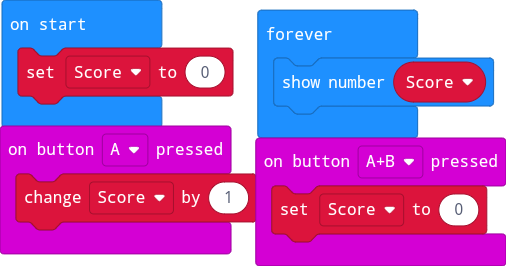 on start
set Score to 0
on button A pressed
change Score by 1
forever
show number Score
on button A+B pressed
set Score to 0